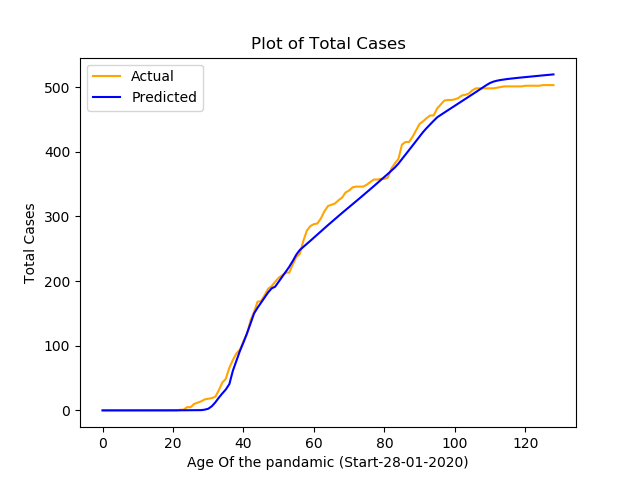 Plot of Total Cases
Actual
Predicted
Total Cases
500
400
300
200
100
0
0 20 40 60 80 100 120
Age Of the pandamic (Start-28-01-2020)